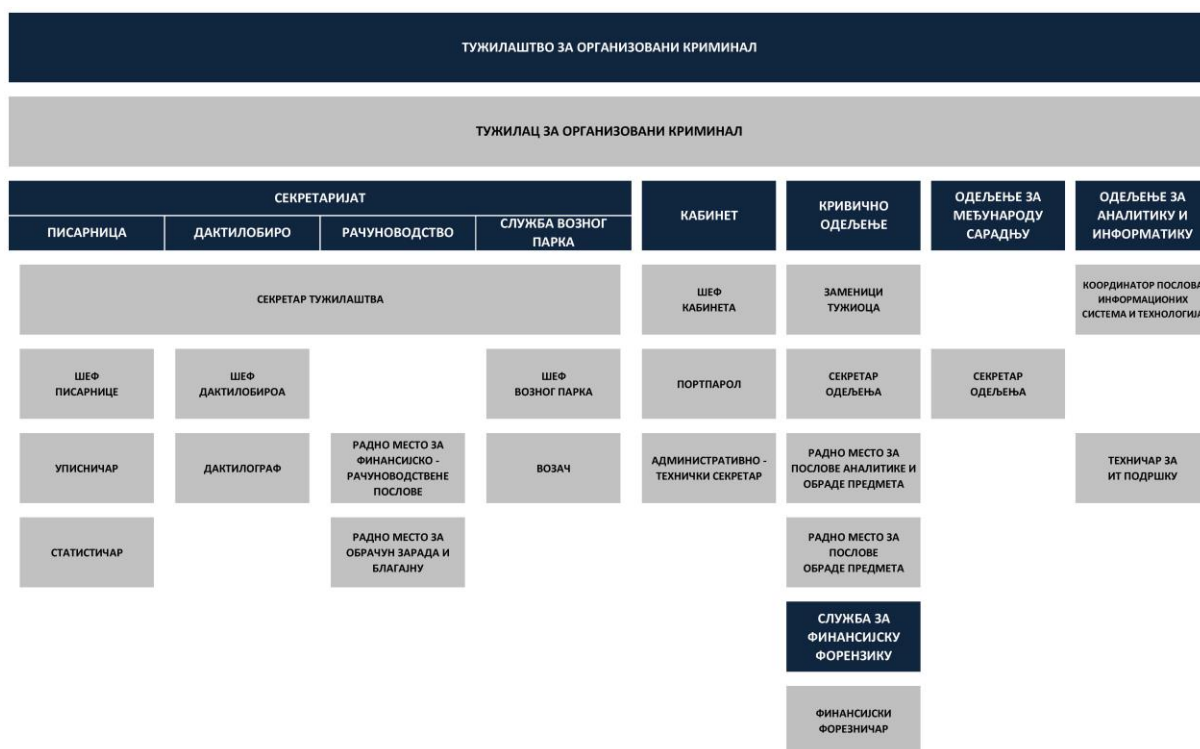 ТУЖИЛАШТВО ЗА ОРГАНИЗОВАНИ КРИМИНАЛ
ТУЖИЛАЦ ЗА ОРГАНИЗОВАНИ КРИМИНАЛ
СЕКРЕТАРИЈАТ
ПИСАРНИЦА
ДАКТИЛОБИРО
РАЧУНОВОДСТВО
СЛУЖБА ВОЗНОГ
ПАРКА
КАБИНЕТ
КРИВИЧНО
ОДЕЉЕЊЕ
ОДЕЉЕЊЕ ЗА
МЕЂУНАРОДУ
САРАДЊУ
ОДЕЉЕЊЕ ЗА
АНАЛИТИКУ И
ИНФОРМАТИКУ
СЕКРЕТАР ТУЖИЛАШТВА
ШЕФ
КАБИНЕТА
ЗАМЕНИЦИ
ТУЖИОЦА
КООРДИНАТОР ПОСЛОВА
ИНФОРМАЦИОНИХ
СИСТЕМА И ТЕХНОЛОГИЈА
ШЕФ
ПИСАРНИЦЕ
ШЕФ
ДАКТИЛОБИРОА
ШЕФ
ВОЗНОГ ПАРКА
ПОРТПАРОЛ
СЕКРЕТАР
ОДЕЉЕЊА
СЕКРЕТАР
ОДЕЉЕЊА
УПИСНИЧАР
ДАКТИЛОГРАФ
РАДНО МЕСТО ЗА
ФИНАНСИЈСКО -
РАЧУНОВОДСТВЕНЕ
ПОСЛОВЕ
ВОЗАЧ
АДМИНИСТРАТИВНО -
ТЕХНИЧКИ СЕКРЕТАР
РАДНО МЕСТО ЗА
ПОСЛОВЕ АНАЛИТИКЕ И
ОБРАДЕ ПРЕДМЕТА
ТЕХНИЧАР ЗА
ИТ ПОДРШКУ
СТАТИСТИЧАР
РАДНО МЕСТО ЗА
ОБРАЧУН ЗАРАДА И
БЛАГАЈНУ
РАДНО МЕСТО ЗА
ПОСЛОВЕ
ОБРАДЕ ПРЕДМЕТА
СЛУЖБА ЗА
ФИНАНСИЈСКУ
ФОРЕНЗИКУ
ФИНАНСИЈСКИ
ФОРЕЗНИЧАР